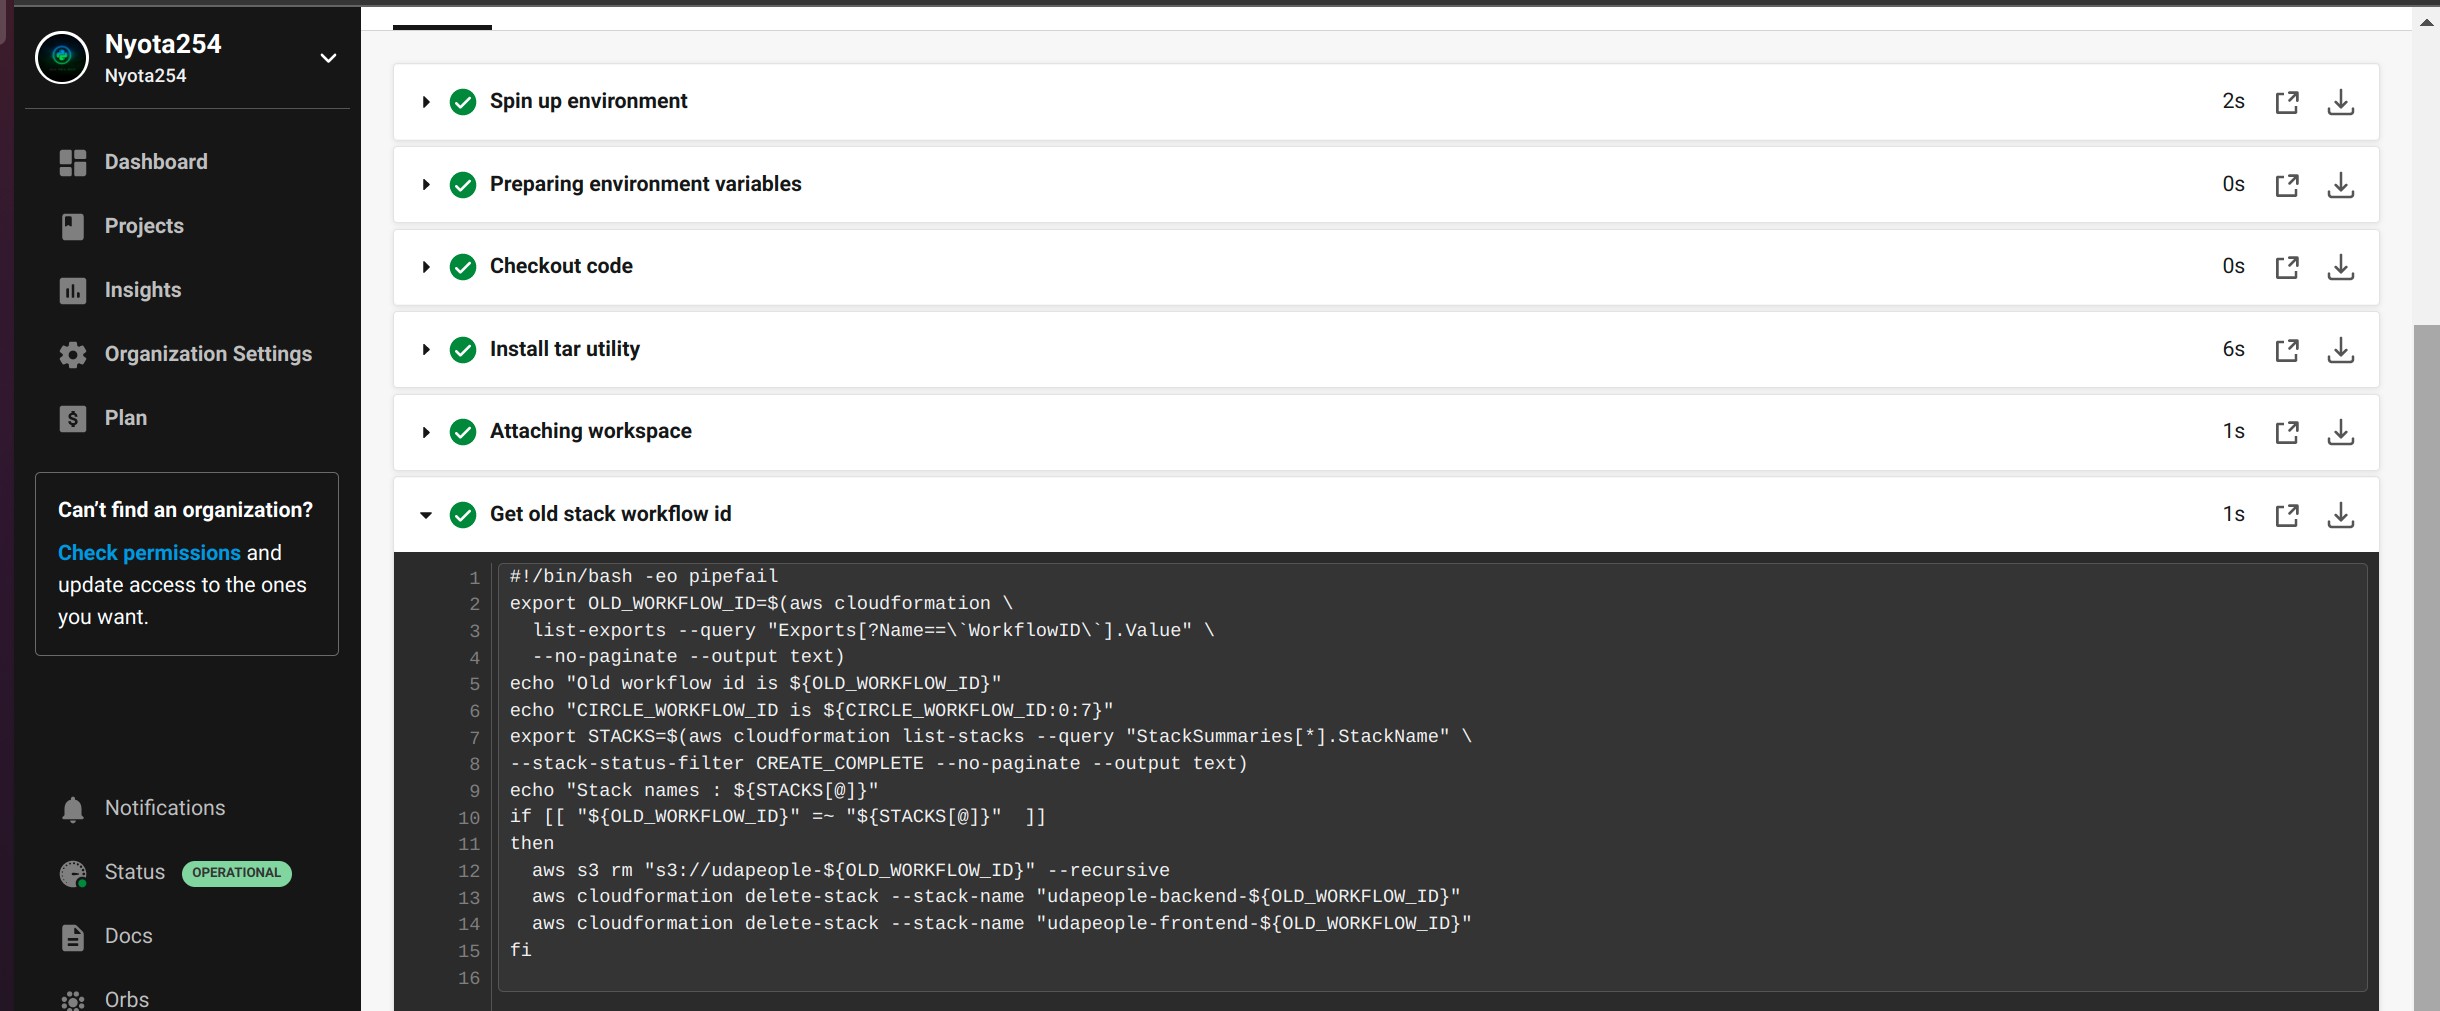 Nyota254
Nyota254
Dashboard
Projects
Insights
Organization Settings
Plan
Can't find an organization?
Check permissions and
update access to the ones
you want.
Notifications
Status OPERATIONAL
Docs
Orbs
Spin up environment 2s
Preparing environment variables 0s
Checkout code 0s
Install tar utility 6s
Attaching workspace 1s
Get old stack workflow id 1s
1 #!/bin/bash -eo pipefail
2 export OLD_WORKFLOW_ID=$(aws cloudformation \
3   list-exports --query "Exports[?Name==\`WorkflowID\`].Value" \
4   --no-paginate --output text)
5 echo "Old workflow id is ${OLD_WORKFLOW_ID}"
6 echo "CIRCLE_WORKFLOW_ID is ${CIRCLE_WORKFLOW_ID:0:7}"
7 export STACKS=$(aws cloudformation list-stacks --query "StackSummaries[*].StackName" \
8 --stack-status-filter CREATE_COMPLETE --no-paginate --output text)
9 echo "Stack names : ${STACKS[@]}"
10 if [[ "${OLD_WORKFLOW_ID}" =~ "${STACKS[@]}"  ]]
11 then
12   aws s3 rm "s3://udapeople-${OLD_WORKFLOW_ID}" --recursive
13   aws cloudformation delete-stack --stack-name "udapeople-backend-${OLD_WORKFLOW_ID}"
14   aws cloudformation delete-stack --stack-name "udapeople-frontend-${OLD_WORKFLOW_ID}"
15 fi
16